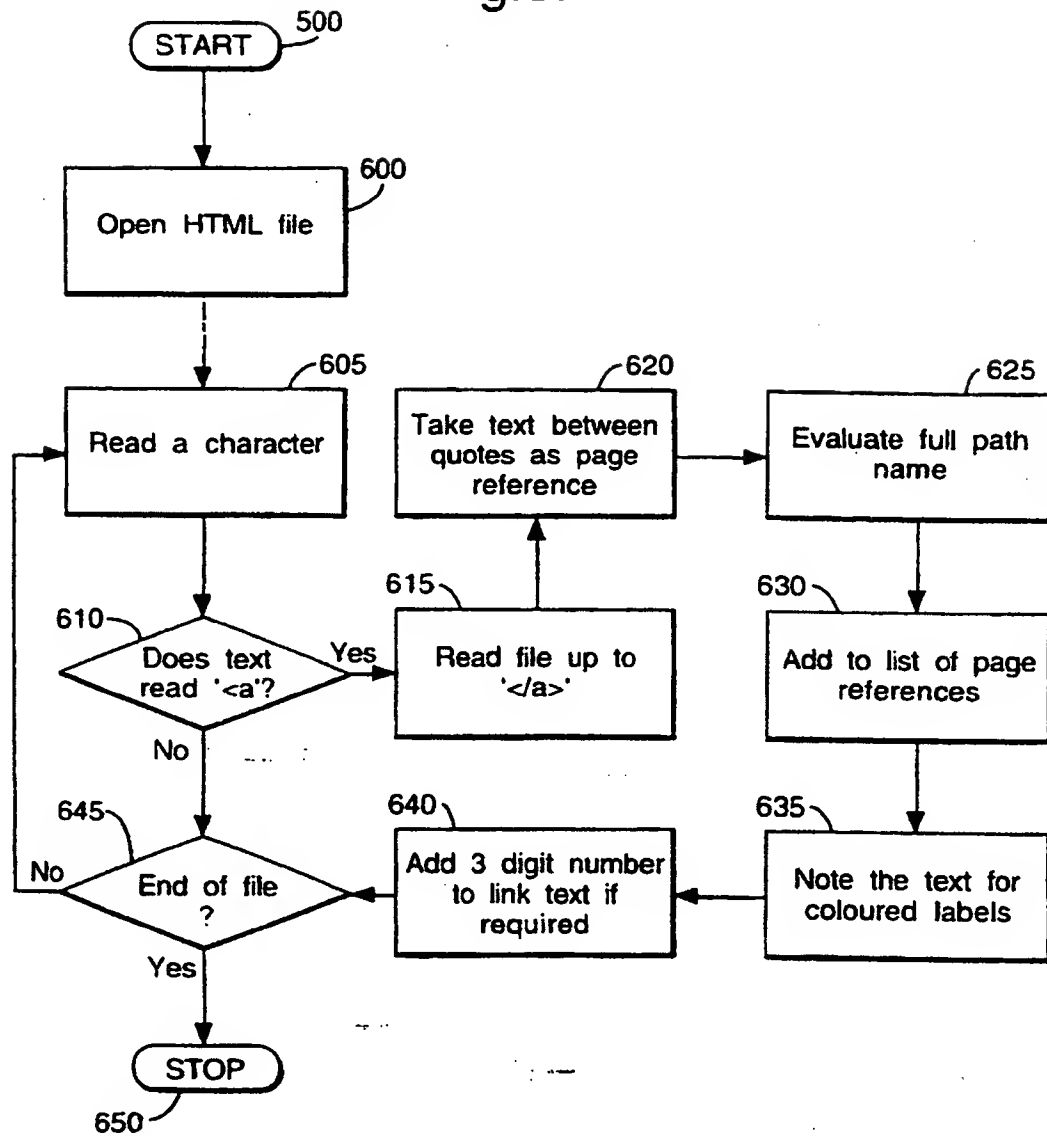 START
500
600
Open HTML file
605
Read a character
620
Take text between
quotes as page
reference
625
Evaluate full path
name
610
Does text
read '<a'?
Yes
No
615
Read file up to
'</a>'
630
Add to list of page
references
645
End of file
?
No
Yes
640
Add 3 digit number
to link text if
required
635
Note the text for
coloured labels
STOP
650